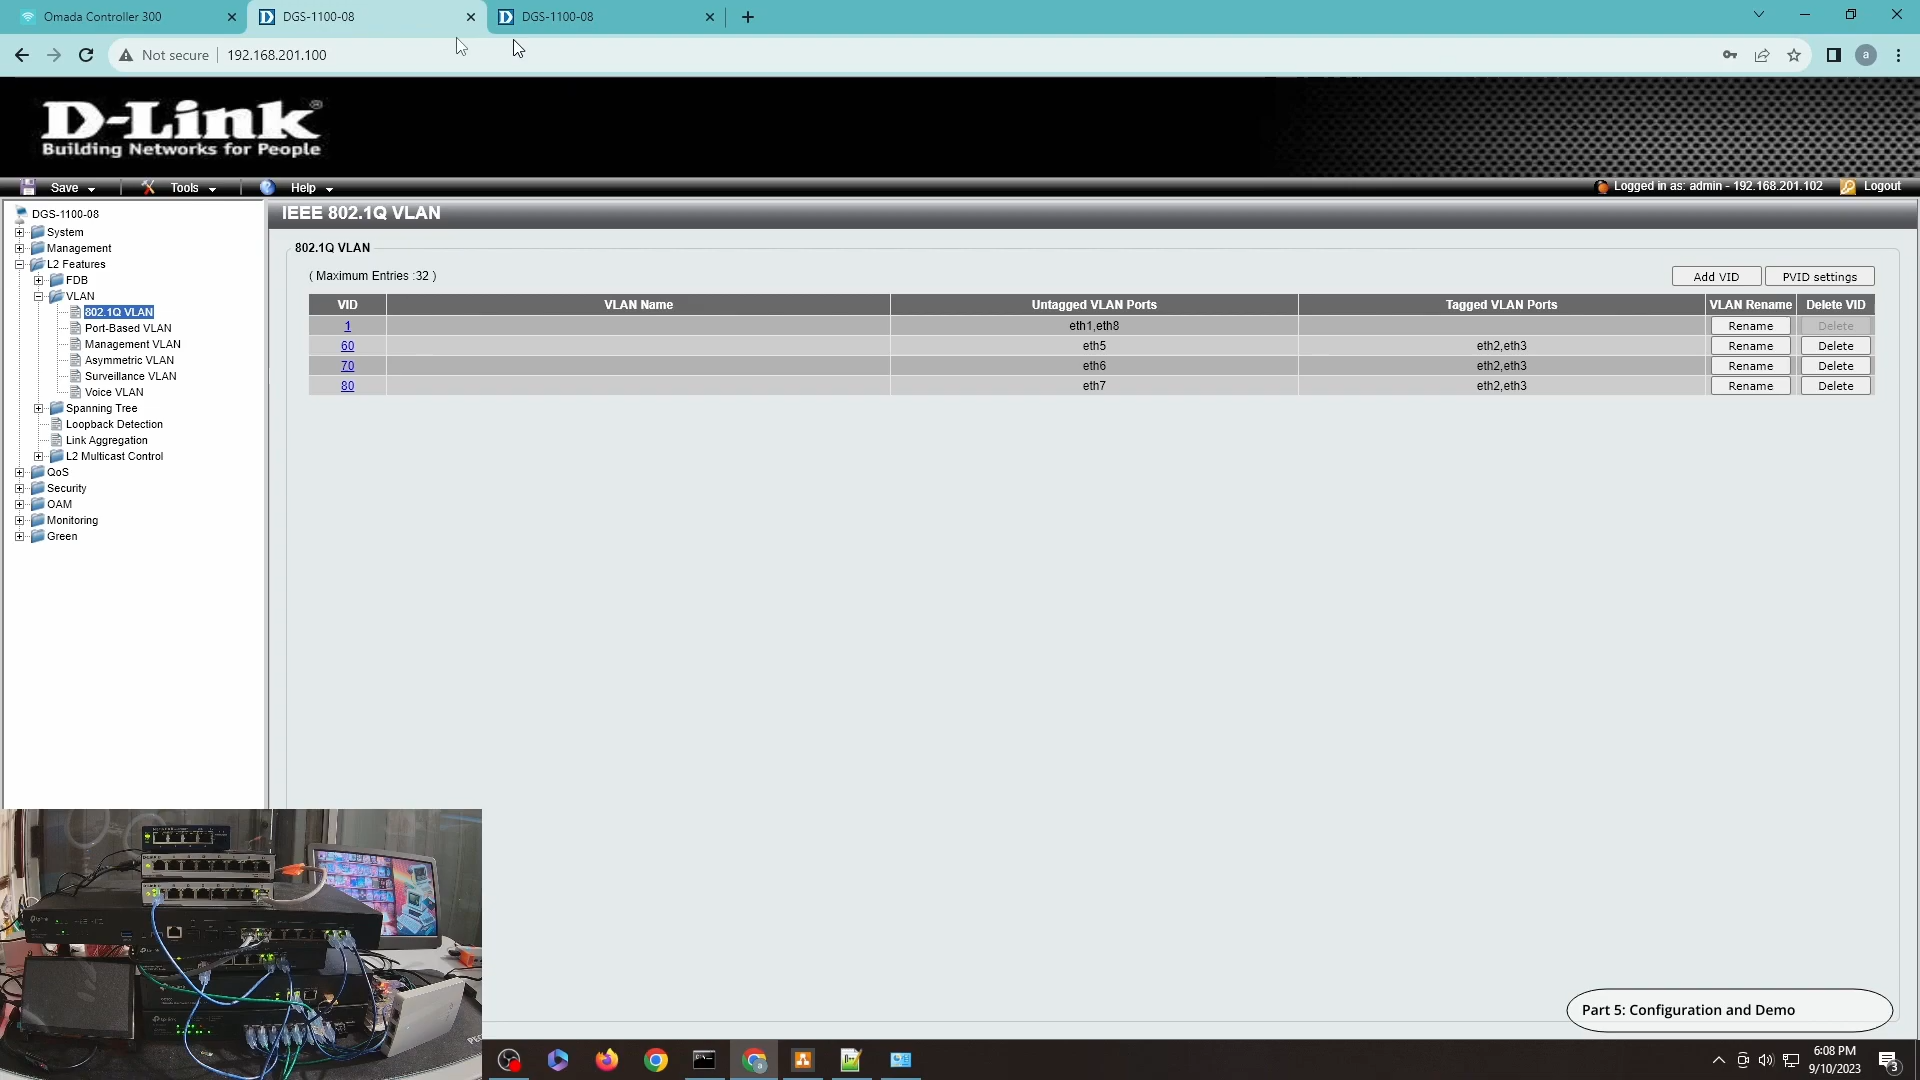 Omada Controller 300
DGS-1100-08
DGS-1100-08
Not secure
192.168.201.100
a
D-Link®
Building Networks for People
Save
Tools
Help
Logged in as: admin - 192.168.201.102
Logout
DGS-1100-08
System
Management
L2 Features
FDB
VLAN
802.1Q VLAN
Port-Based VLAN
Management VLAN
Asymmetric VLAN
Surveillance VLAN
Voice VLAN
Spanning Tree
Loopback Detection
Link Aggregation
L2 Multicast Control
QoS
Security
OAM
Monitoring
Green
IEEE 802.1Q VLAN
802.1Q VLAN
( Maximum Entries :32 )
Add VID
PVID settings
VID VLAN Name Untagged VLAN Ports Tagged VLAN Ports VLAN Rename Delete VID
1 eth1,eth8 Rename Delete
60 eth5 eth2,eth3 Rename Delete
70 eth6 eth2,eth3 Rename Delete
80 eth7 eth2,eth3 Rename Delete
Part 5: Configuration and Demo
6:08 PM
9/10/2023
3